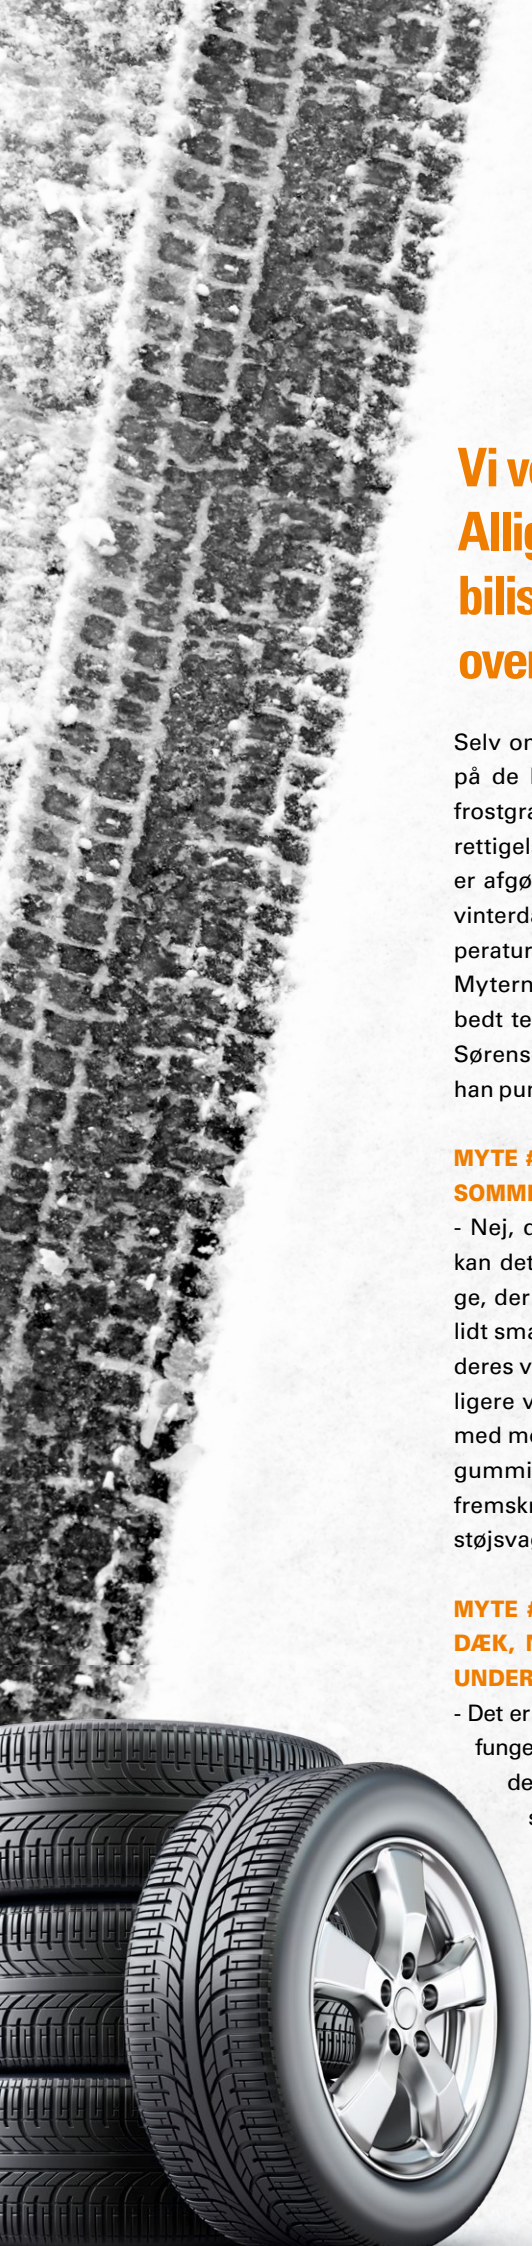 Vi v
Allig
bilis
over
Selv on
på de
frostgra
rettigel
er afgø
vinterda
peratur
Mytern
bedt te
Sørens
han pur
MYTE #
SOMME
- Nej, d
kan det
ge, der
lidt sma
deres v
ligere v
med me
gummi
fremskr
støjsva
MYTE #
DÆK, M
UNDER
- Det er
funge
de
s